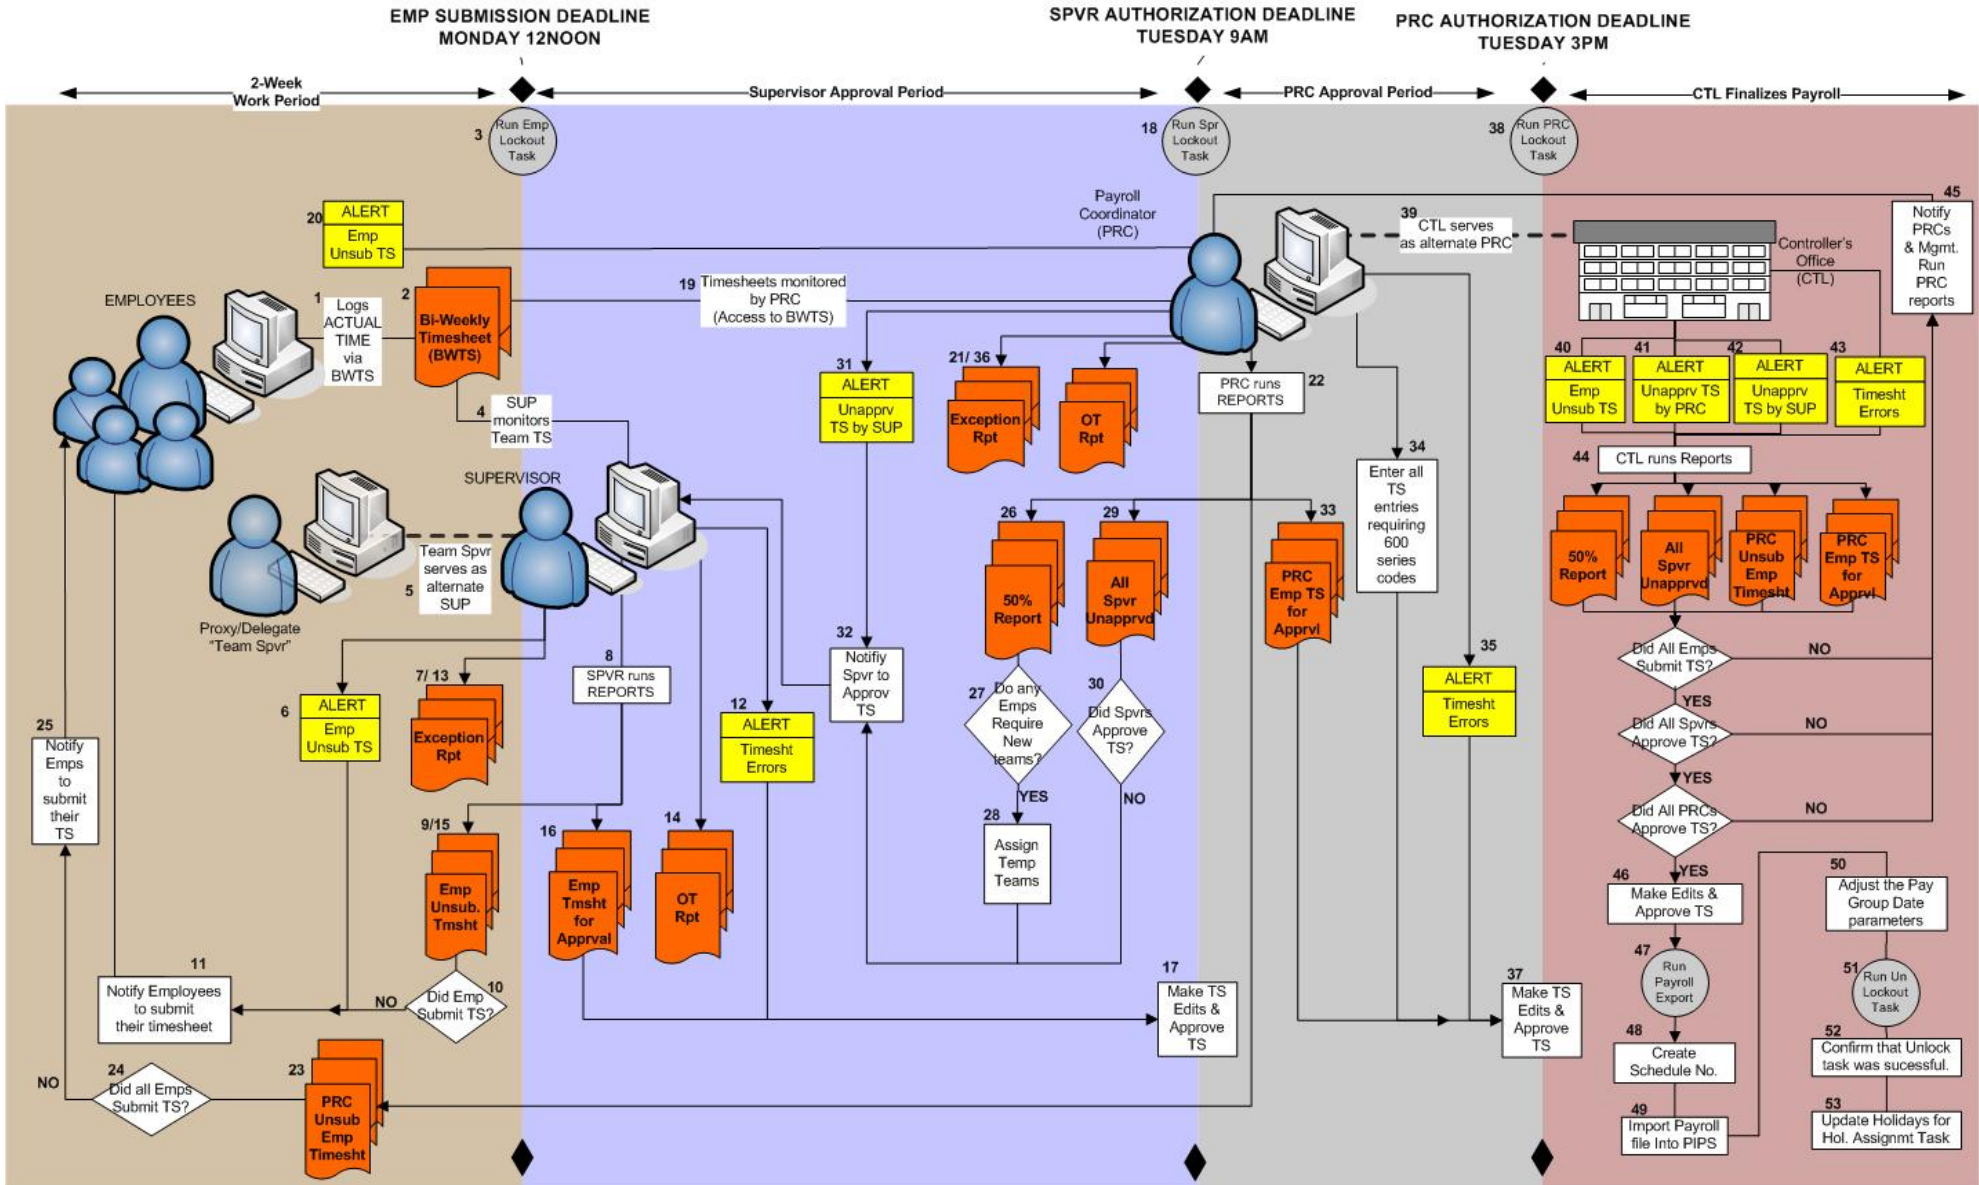 EMP SUBMISSION DEADLINE
MONDAY 12NOON
SPVR AUTHORIZATION DEADLINE
TUESDAY 9AM
PRC AUTHORIZATION DEADLINE
TUESDAY 3PM
2-Week
Work Period
Supervisor Approval Period
PRC Approval Period
CTL Finalizes Payroll
3
Run Emp
Lockout
Task
18
Run Spr
Lockout
Task
38
Run PRC
Lockout
Task
20
ALERT
Emp
Unsub TS
Payroll
Coordinator
(PRC)
39
CTL serves
as alternate PRC
45
Notify
PRCs
& Mgmt.
Run
PRC
reports
Controller's
Office
(CTL)
EMPLOYEES
1
Logs
ACTUAL
TIME
via
BWTS
2
Bi-Weekly
Timesheet
(BWTS)
19
Timesheets monitored
by PRC
(Access to BWTS)
4
SUP
monitors
Team TS
31
ALERT
Unapprv
TS by SUP
21/ 36
Exception
Rpt
OT
Rpt
PRC runs
REPORTS
22
34
Enter all
TS
entries
requiring
600
series
codes
40
ALERT
Emp
Unsub TS
41
ALERT
Unapprv TS
by PRC
42
ALERT
Unapprv
TS by SUP
43
ALERT
Timesht
Errors
44
CTL runs Reports
50%
Report
All
Spvr
Unapprvd
PRC
Unsub
Emp
Timesht
PRC
Emp TS
for
Apprvl
SUPERVISOR
5
Team Spvr
serves as
alternate
SUP
Proxy/Delegate
"Team Spvr"
26
50%
Report
29
All
Spvr
Unapprvd
33
PRC
Emp TS
for
Apprvl
35
ALERT
Timesht
Errors
6
ALERT
Emp
Unsub TS
7/ 13
Exception
Rpt
8
SPVR runs
REPORTS
12
ALERT
Timesht
Errors
32
Notifiy
Spvr to
Approv
TS
27
Do any
Emps
Require
New
teams?
YES
30
Did Spvrs
Approve
TS?
NO
28
Assign
Temp
Teams
Did All Emps
Submit TS?
NO
YES
Did All Spvrs
Approve TS?
NO
YES
Did All PRCs
Approve TS?
NO
YES
25
Notify
Emps
to
submit
their
TS
9/15
Emp
Unsub.
Tmsht
16
Emp
Tmsht
for
Apprval
14
OT
Rpt
11
Notify Employees
to submit
their timesheet
NO
10
Did Emp
Submit TS?
17
Make TS
Edits &
Approve
TS
37
Make TS
Edits &
Approve
TS
NO
24
Did all Emps
Submit TS?
23
PRC
Unsub
Emp
Timesht
46
Make Edits &
Approve TS
47
Run
Payroll
Export
48
Create
Schedule No.
49
Import Payroll
file Into PIPS
50
Adjust the Pay
Group Date
parameters
51
Run Un
Lockout
Task
52
Confirm that Unlock
task was sucessful.
53
Update Holidays for
Hol. Assignmt Task